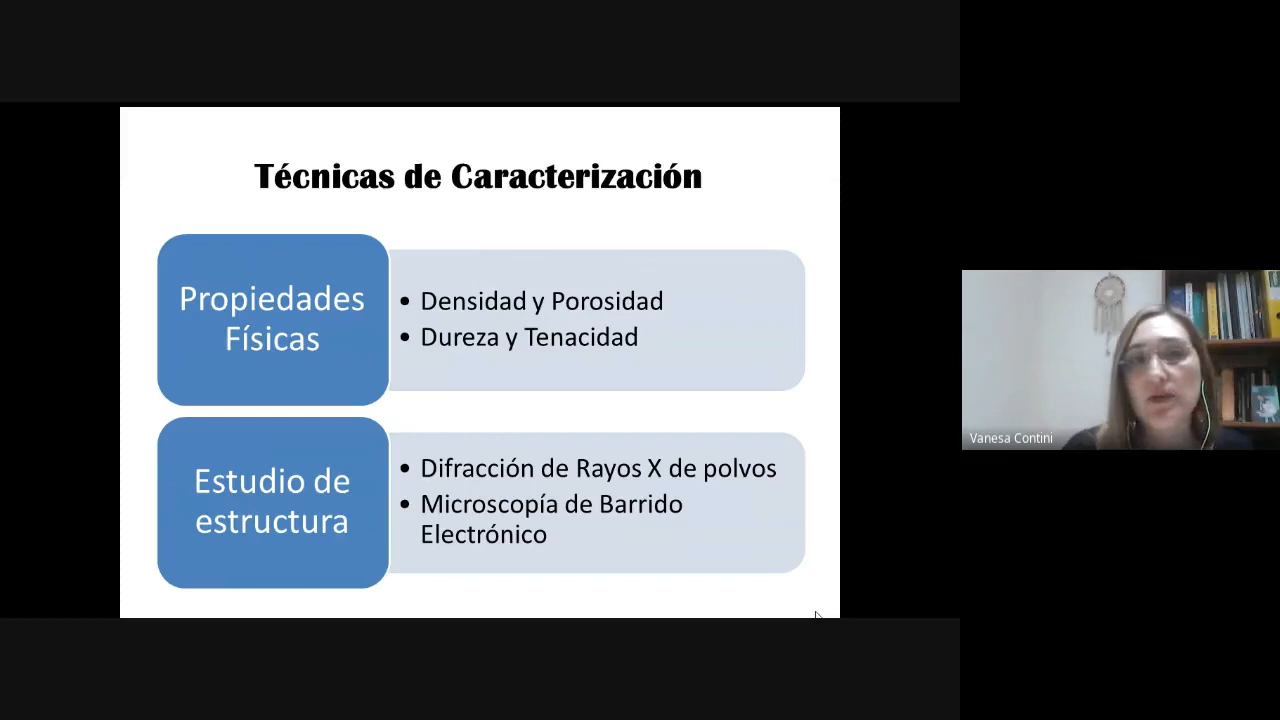 Técnicas de Caracterización
Propiedades
Físicas
• Densidad y Porosidad
• Dureza y Tenacidad
Estudio de
estructura
• Difracción de Rayos X de polvos
• Microscopía de Barrido
Electrónico
Vanesa Contini